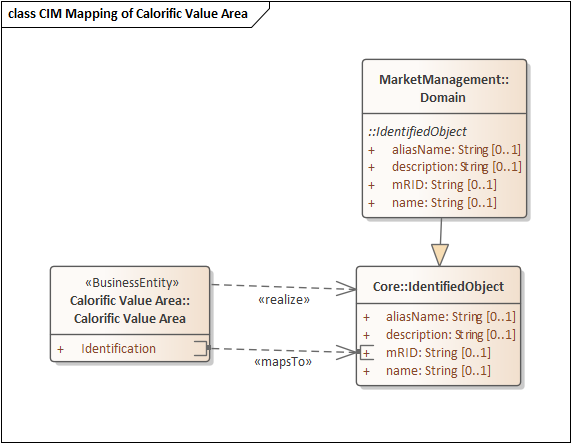 class CIM Mapping of Calorific Value Area
MarketManagement::
Domain
::IdentifiedObject
+ aliasName: String [0..1]
+ description: String [0..1]
+ mRID: String [0..1]
+ name: String [0..1]
«BusinessEntity»
Calorific Value Area::
Calorific Value Area
+ Identification
«realize»
«mapsTo»
Core::IdentifiedObject
+ aliasName: String [0..1]
+ description: String [0..1]
+ mRID: String [0..1]
+ name: String [0..1]